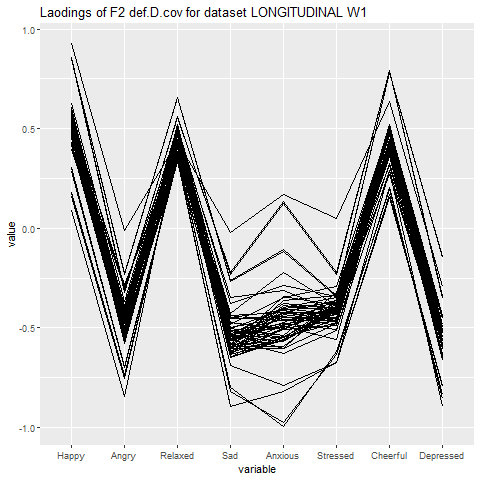 Laodings of F2 def.D.cov for dataset LONGITUDINAL W1
1.0
0.5
0.0
-0.5
-1.0
value
Happy Angry Relaxed Sad Anxious Stressed Cheerful Depressed
variable